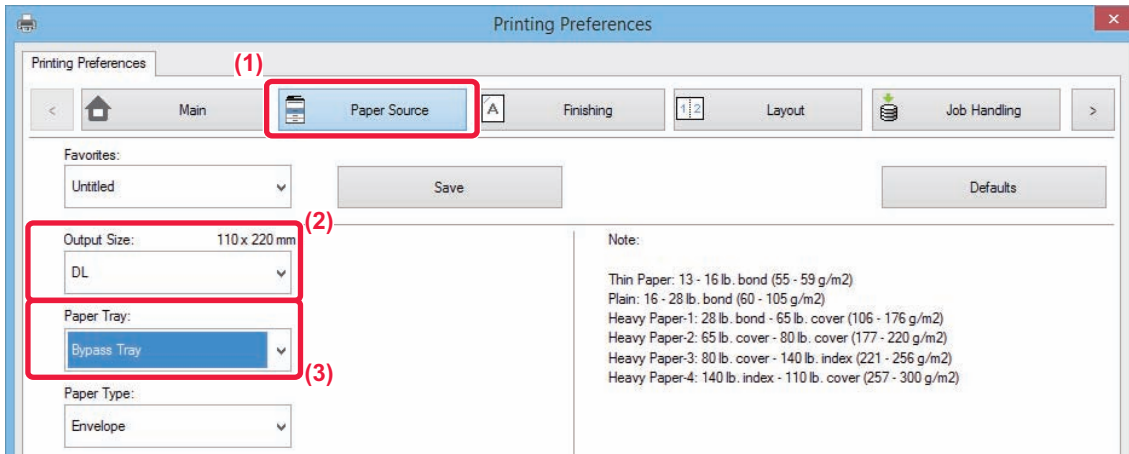 Printing Preferences
Printing Preferences
(1)
< Main Paper Source A Finishing 1 2 Layout Job Handling >
Favorites:
Untitled Save Defaults
(2)
Output Size: 110 x 220 mm
DL
Paper Tray:
Bypass Tray
(3)
Paper Type:
Envelope
Note:
Thin Paper: 13 - 16 lb. bond (55 - 59 g/m2)
Plain: 16 - 28 lb. bond (60 - 105 g/m2)
Heavy Paper-1: 28 lb. bond - 65 lb. cover (106 - 176 g/m2)
Heavy Paper-2: 65 lb. cover - 80 lb. cover (177 - 220 g/m2)
Heavy Paper-3: 80 lb. cover - 140 lb. index (221 - 256 g/m2)
Heavy Paper-4: 140 lb. index - 110 lb. cover (257 - 300 g/m2)